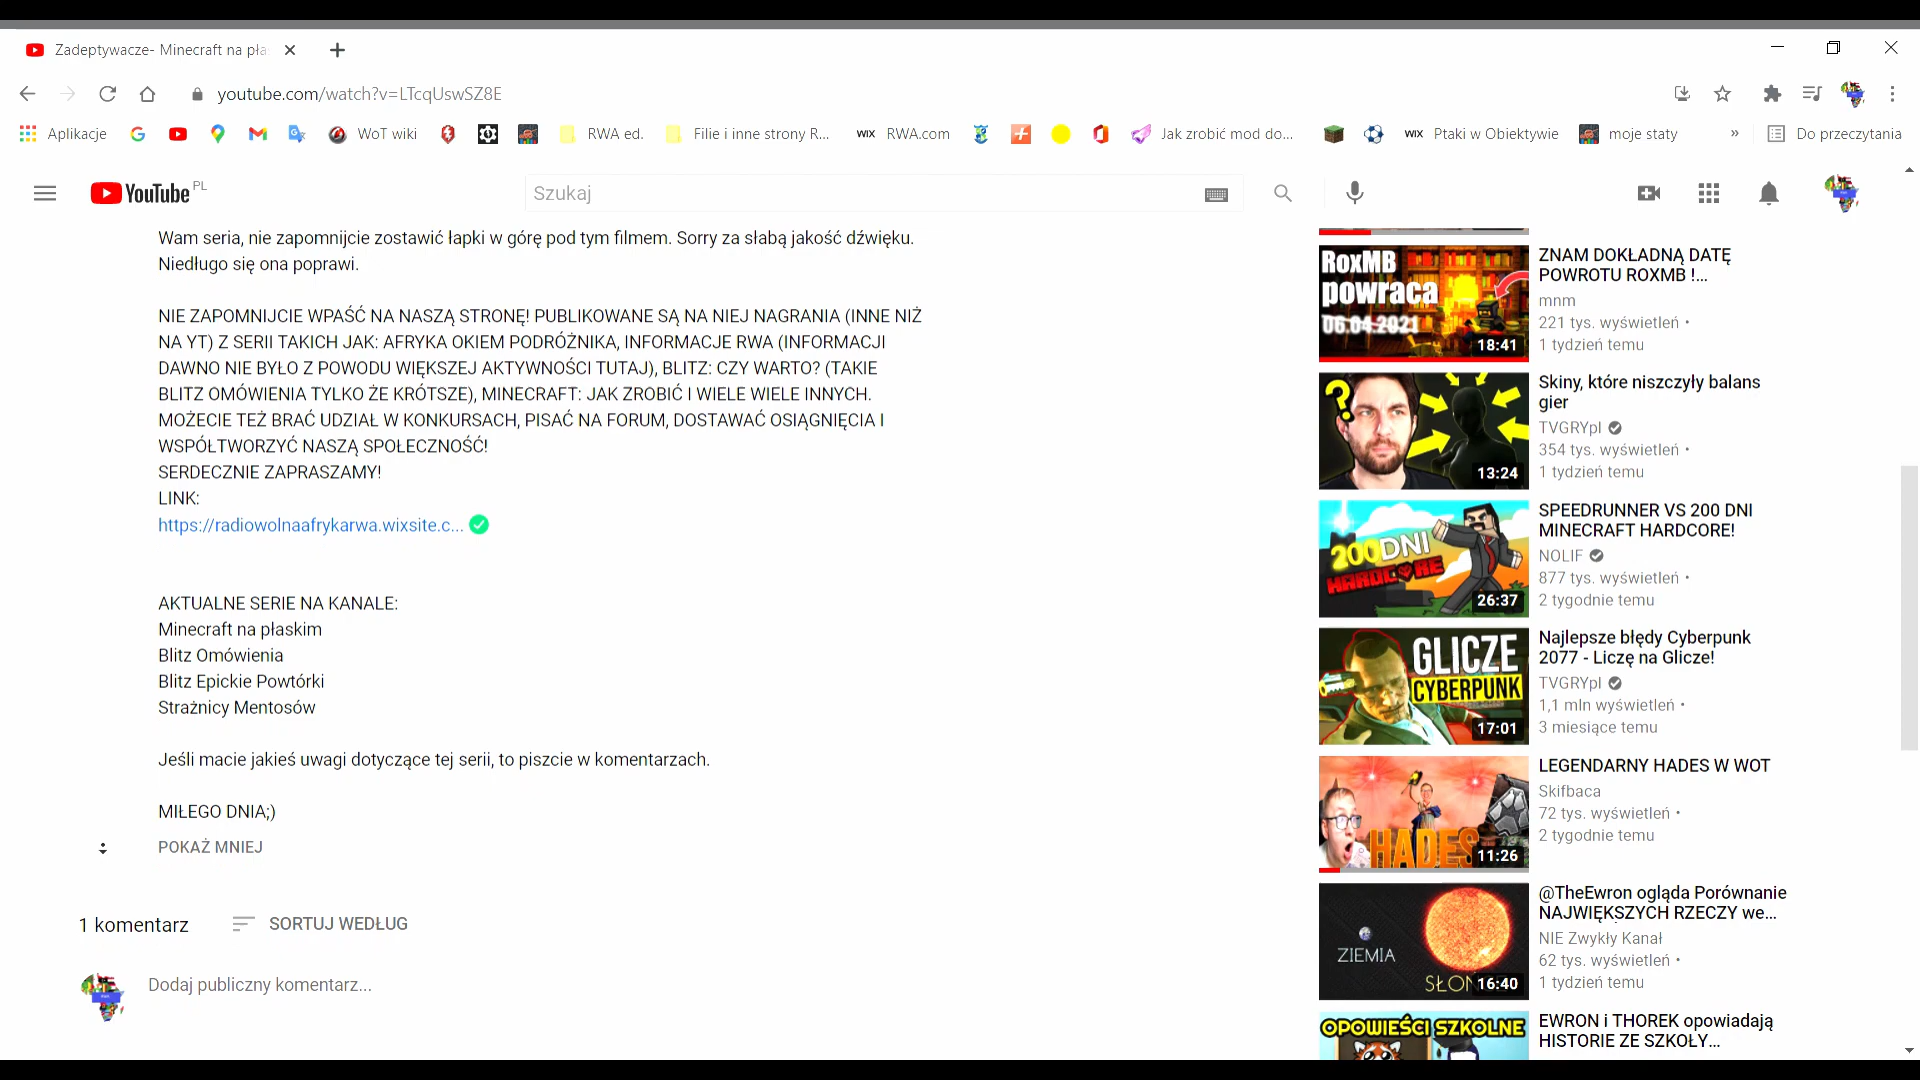 Zadeptywacze- Minecraft na pła
youtube.com/watch?v=LTcqUswSZ8E
Aplikacje
WoT wiki
RWA ed.
Filie i inne strony R...
WIX RWA.com
Jak zrobić mod do...
WIX Ptaki w Obiektywie
moje staty
»
Do przeczytania
YouTube PL
Szukaj
Wam seria, nie zapomnijcie zostawić łapki w górę pod tym filmem. Sorry za słabą jakość dźwięku.
Niedługo się ona poprawi.
NIE ZAPOMNIJCIE WPAŚĆ NA NASZĄ STRONĘ! PUBLIKOWANE SĄ NA NIEJ NAGRANIA (INNE NIŻ
NA YT) Z SERII TAKICH JAK: AFRYKA OKIEM PODRÓŻNIKA, INFORMACJE RWA (INFORMACJI
DAWNO NIE BYŁO Z POWODU WIĘKSZEJ AKTYWNOŚCI TUTAJ), BLITZ: CZY WARTO? (TAKIE
BLITZ OMÓWIENIA TYLKO ŻE KRÓTSZE), MINECRAFT: JAK ZROBIĆ I WIELE WIELE INNYCH.
MOŻECIE TEŻ BRAĆ UDZIAŁ W KONKURSACH, PISAĆ NA FORUM, DOSTAWAĆ OSIĄGNIĘCIA I
WSPÓŁTWORZYĆ NASZĄ SPOŁECZNOŚĆ!
SERDECZNIE ZAPRASZAMY!
LINK:
https://radiowolnaafrykarwa.wixsite.c...
AKTUALNE SERIE NA KANALE:
Minecraft na płaskim
Blitz Omówienia
Blitz Epickie Powtórki
Strażnicy Mentosów
Jeśli macie jakieś uwagi dotyczące tej serii, to piszcie w komentarzach.
MIŁEGO DNIA;)
POKAŻ MNIEJ
1 komentarz
SORTUJ WEDŁUG
Dodaj publiczny komentarz...
RoxMB
powraca
06.04.2021
18:41
ZNAM DOKŁADNĄ DATĘ
POWROTU ROXMB !...
mnm
221 tys. wyświetleń •
1 tydzień temu
?
13:24
Skiny, które niszczyły balans
gier
TVGRYpl
354 tys. wyświetleń •
1 tydzień temu
200 DNI
HARDCORE
26:37
SPEEDRUNNER VS 200 DNI
MINECRAFT HARDCORE!
NOLIF
877 tys. wyświetleń •
2 tygodnie temu
GLICZE
CYBERPUNK
17:01
Najlepsze błędy Cyberpunk
2077 - Liczę na Glicze!
TVGRYpl
1,1 mln wyświetleń •
3 miesiące temu
HADES
11:26
LEGENDARNY HADES W WOT
Skifbaca
72 tys. wyświetleń •
2 tygodnie temu
ZIEMIA
SŁOŃ
16:40
@TheEwron ogląda Porównanie
NAJWIĘKSZYCH RZECZY we...
NIE Zwykły Kanał
62 tys. wyświetleń •
1 tydzień temu
OPOWIEŚCI SZKOLNE
EWRON i THOREK opowiadają
HISTORIE ZE SZKOŁY...